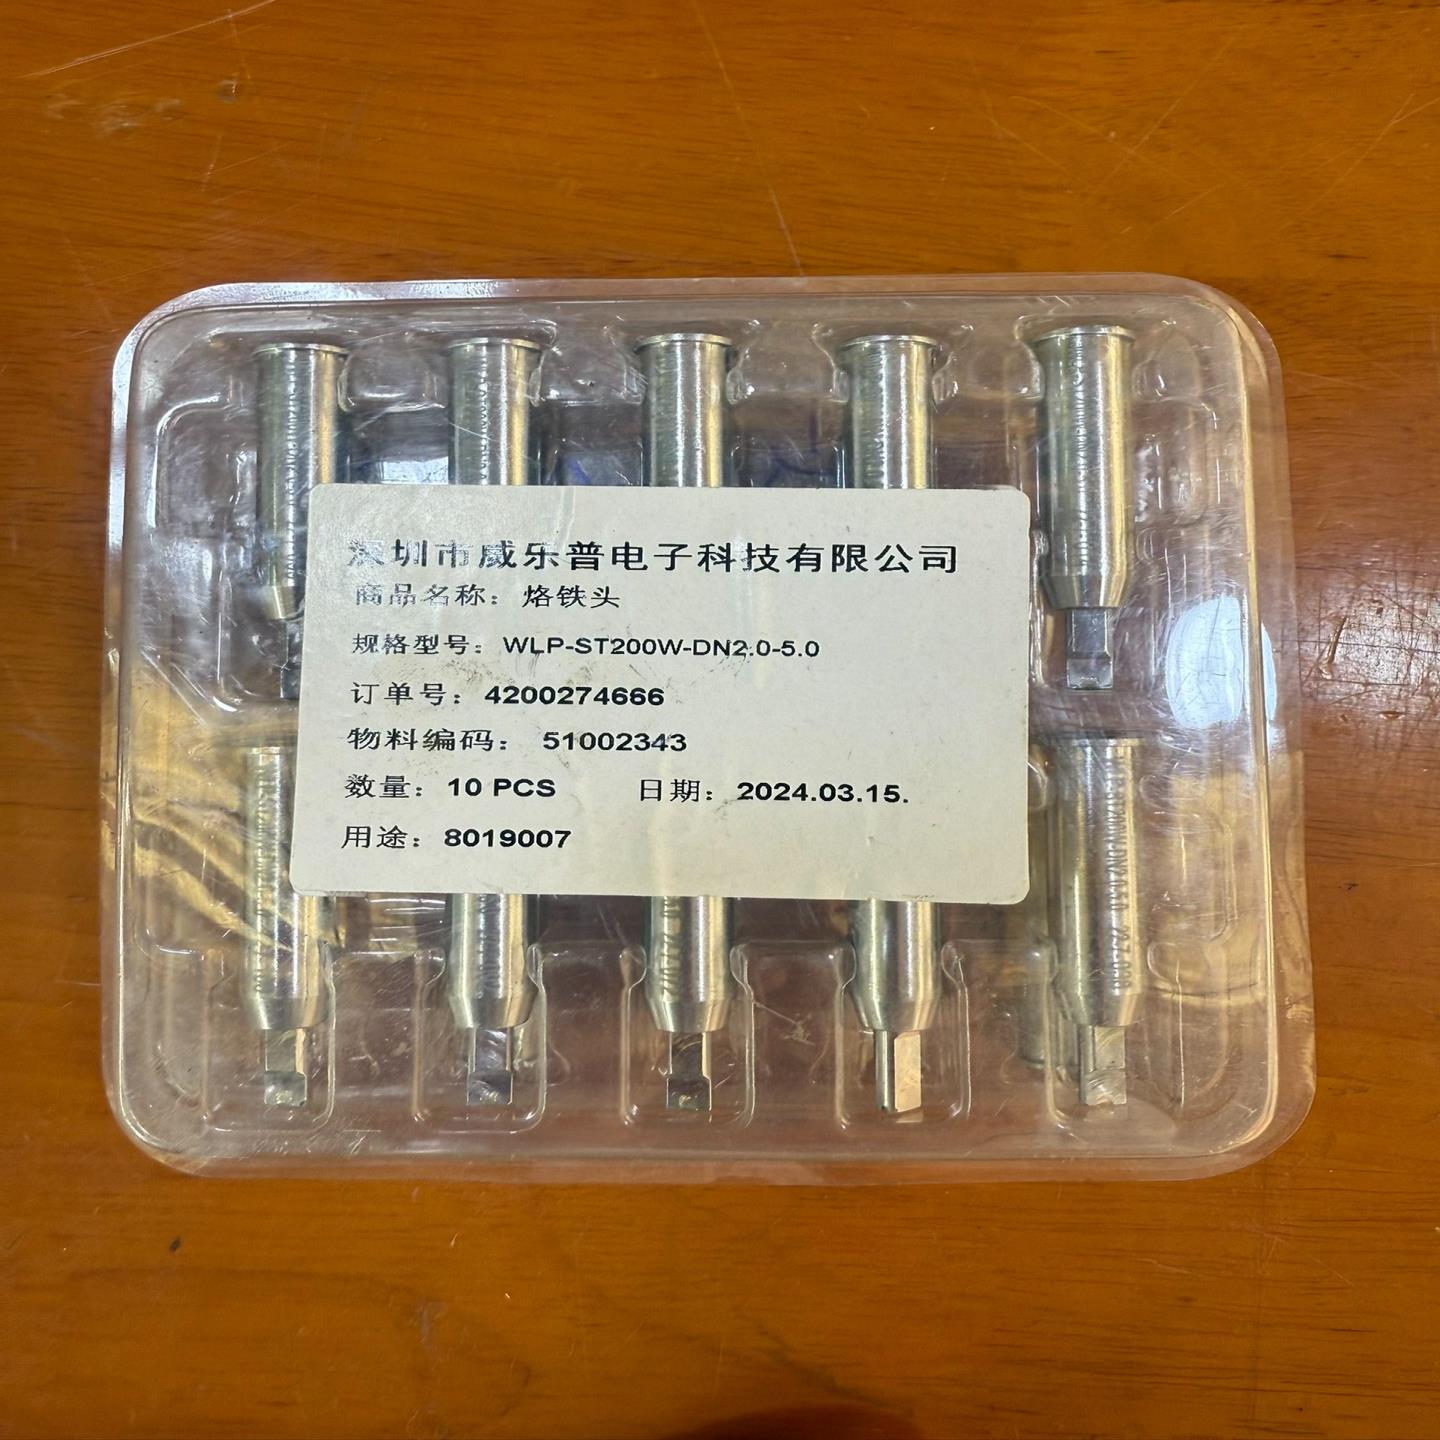 深圳市威乐普电子科技有限公司
商品名称：烙铁头
规格型号：WLP-ST200W-DN2.0-5.0
订单号：4200274666
物料编码：51002343
数量：10 PCS 日期：2024.03.15.
用途：8019007